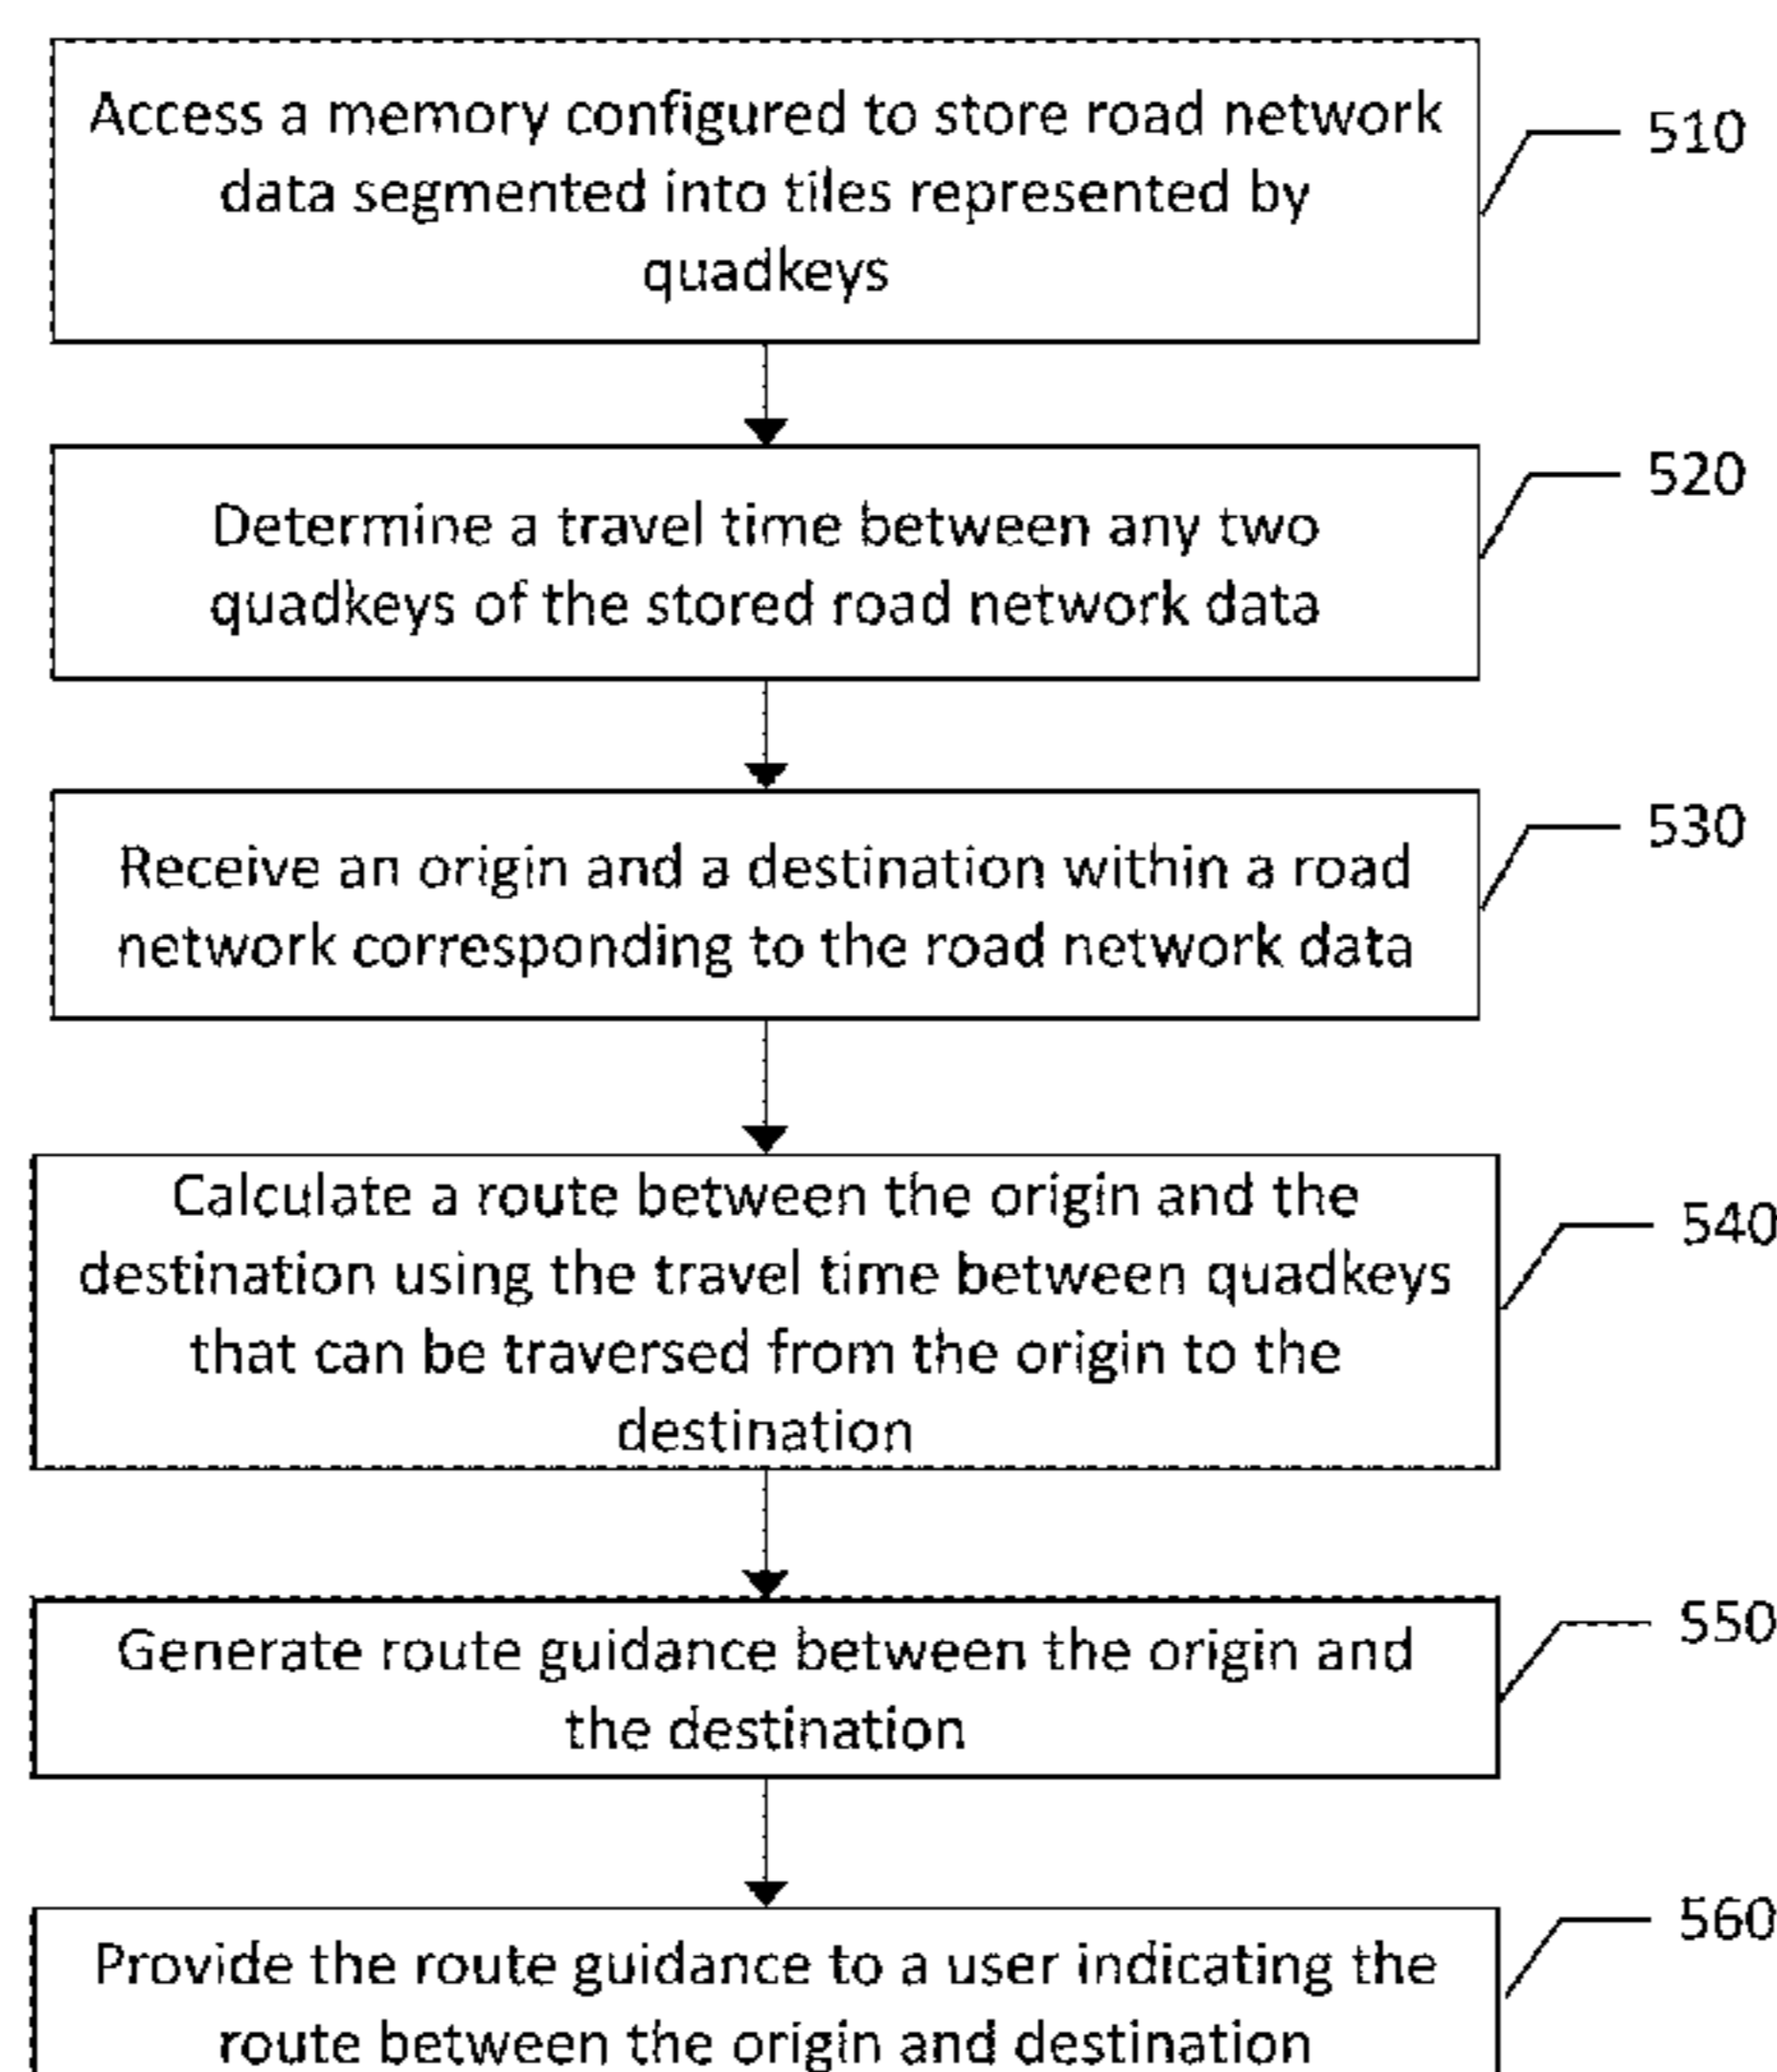 Access a memory configured to store road network
data segmented into tiles represented by
quadkeys
510
Determine a travel time between any two
quadkeys of the stored road network data
520
Receive an origin and a destination within a road
network corresponding to the road network data
530
Calculate a route between the origin and the
destination using the travel time between quadkeys
that can be traversed from the origin to the
destination
540
Generate route guidance between the origin and
the destination
550
Provide the route guidance to a user indicating the
route between the origin and destination
560